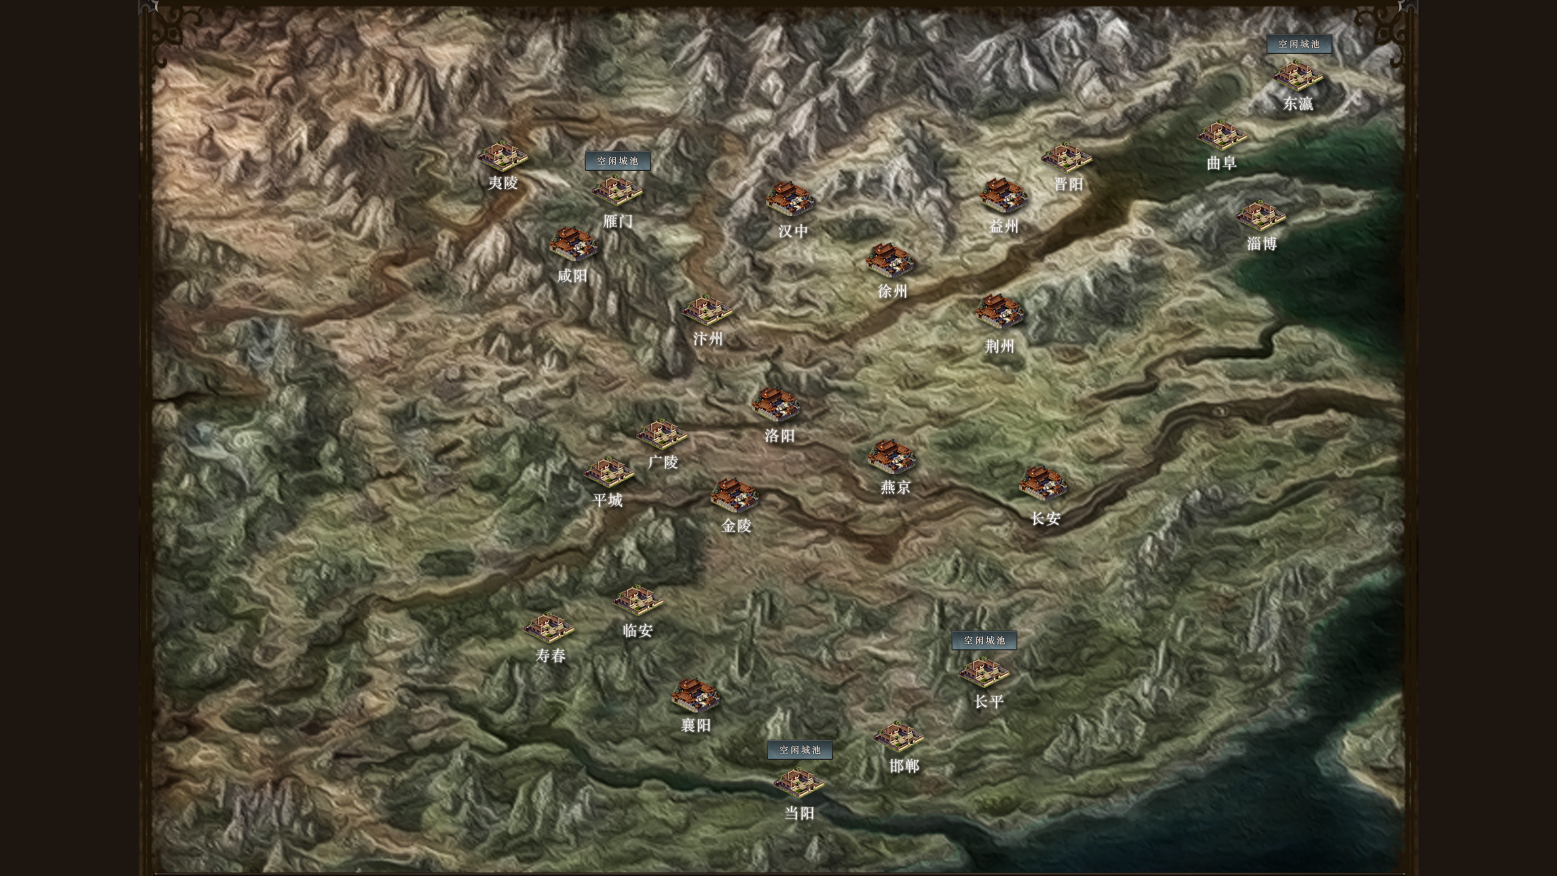 空闲城池
东瀛
曲阜
夷陵
空闲城池
雁门
晋阳
汉中
益州
淄博
咸阳
徐州
汴州
荆州
洛阳
广陵
燕京
平城
金陵
长安
临安
寿春
空闲城池
长平
襄阳
空闲城池
邯郸
当阳